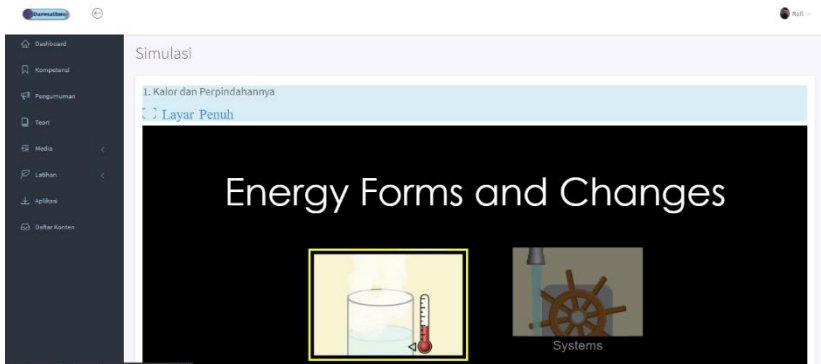 Rafi
Dashboard
Kompetensi
Pengumuman
Teori
Media
Latihan
Aplikasi
Daftar Konten
Simulasi
1. Kalor dan Perpindahannya
Layar Penuh
Energy Forms and Changes
Systems